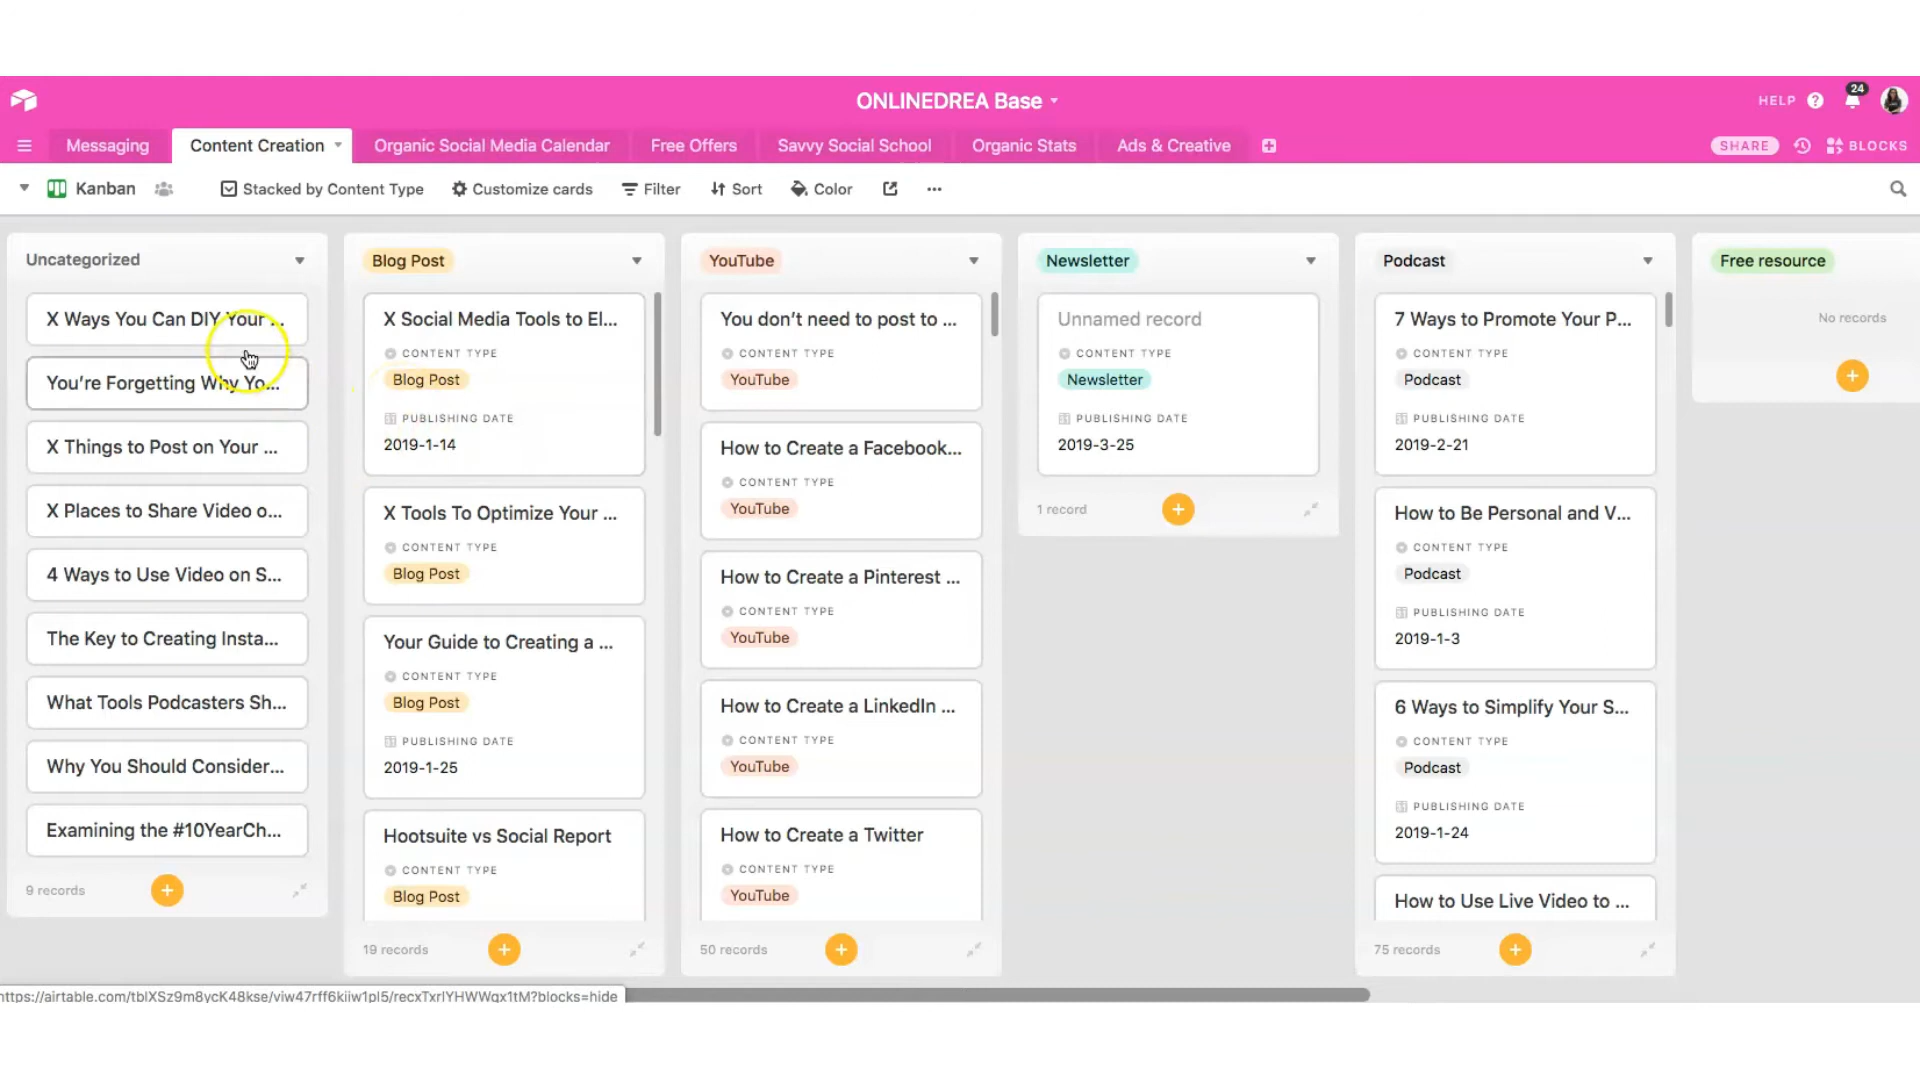 ONLINEDREA Base
HELP
24
Messaging
Content Creation
Organic Social Media Calendar
Free Offers
Savvy Social School
Organic Stats
Ads & Creative
SHARE
BLOCKS
Kanban
Stacked by Content Type
Customize cards
Filter
Sort
Color
Uncategorized
X Ways You Can DIY Your ...
You're Forgetting Why Yo...
X Things to Post on Your ...
X Places to Share Video o...
4 Ways to Use Video on S...
The Key to Creating Insta...
What Tools Podcasters Sh...
Why You Should Consider...
Examining the #10YearCh...
9 records
Blog Post
X Social Media Tools to El...
CONTENT TYPE
Blog Post
PUBLISHING DATE
2019-1-14
X Tools To Optimize Your ...
CONTENT TYPE
Blog Post
Your Guide to Creating a ...
CONTENT TYPE
Blog Post
PUBLISHING DATE
2019-1-25
Hootsuite vs Social Report
CONTENT TYPE
Blog Post
19 records
YouTube
You don't need to post to ...
CONTENT TYPE
YouTube
How to Create a Facebook...
CONTENT TYPE
YouTube
How to Create a Pinterest ...
CONTENT TYPE
YouTube
How to Create a LinkedIn ...
CONTENT TYPE
YouTube
How to Create a Twitter
CONTENT TYPE
YouTube
50 records
Newsletter
Unnamed record
CONTENT TYPE
Newsletter
PUBLISHING DATE
2019-3-25
1 record
Podcast
7 Ways to Promote Your P...
CONTENT TYPE
Podcast
PUBLISHING DATE
2019-2-21
How to Be Personal and V...
CONTENT TYPE
Podcast
PUBLISHING DATE
2019-1-3
6 Ways to Simplify Your S...
CONTENT TYPE
Podcast
PUBLISHING DATE
2019-1-24
How to Use Live Video to ...
75 records
Free resource
No records